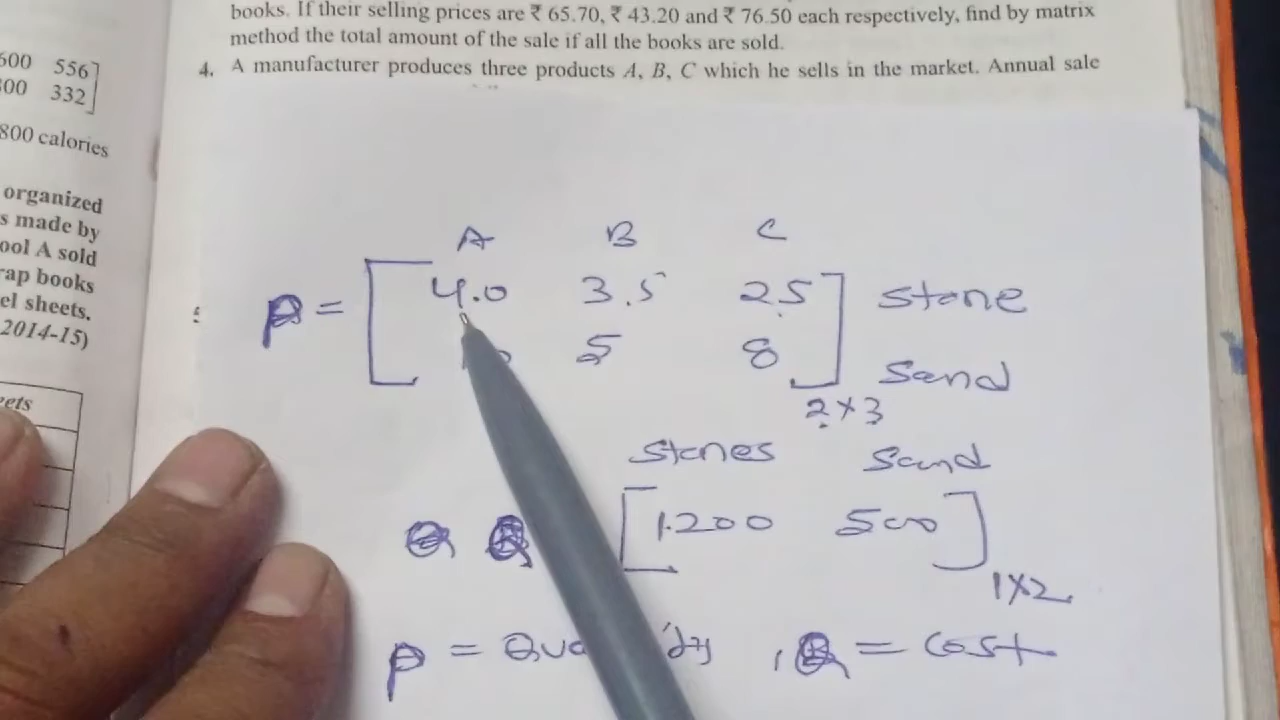 books. If their selling prices are ₹ 65.70, ₹ 43.20 and ₹ 76.50 each respectively, find by matrix
method the total amount of the sale if all the books are sold.
4. A manufacturer produces three products A, B, C which he sells in the market. Annual sale
600 556
332
800 calories
organized
s made by
ool A sold
rap books
el sheets.
2014-15)
ets
A B C
P = 4.0 3.5 25 Stone
5 8 Sand
2×3
Stones Sand
Q [1200 500]
1×2
P = , Q = Cost